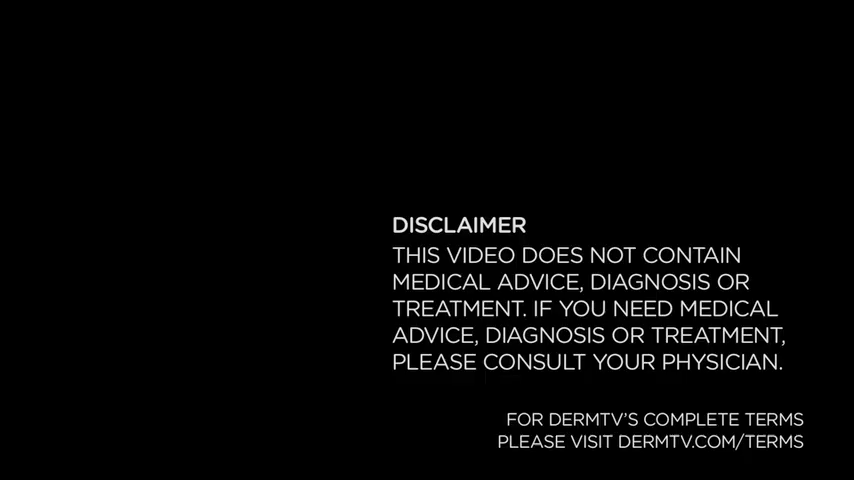 DISCLAIMER
THIS VIDEO DOES NOT CONTAIN
MEDICAL ADVICE, DIAGNOSIS OR
TREATMENT. IF YOU NEED MEDICAL
ADVICE, DIAGNOSIS OR TREATMENT,
PLEASE CONSULT YOUR PHYSICIAN.
FOR DERMTV'S COMPLETE TERMS
PLEASE VISIT DERMTV.COM/TERMS